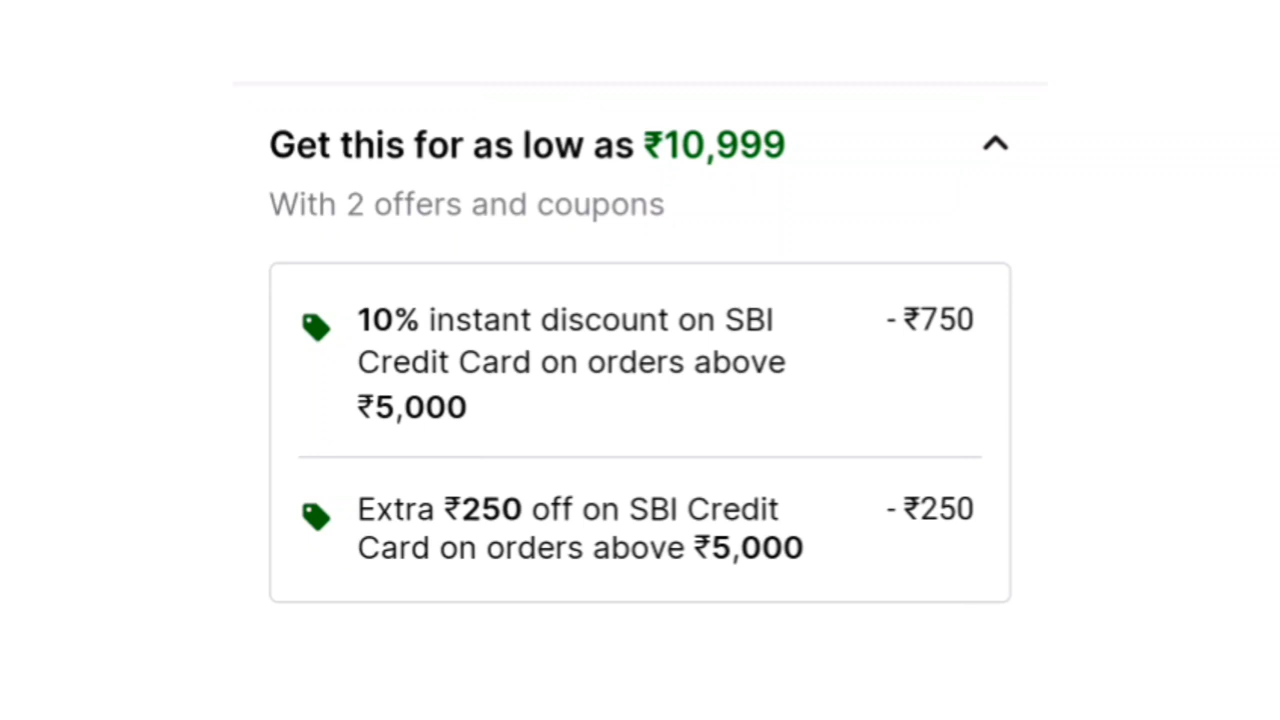 Get this for as low as ₹10,999
With 2 offers and coupons
10% instant discount on SBI - ₹750
Credit Card on orders above
₹5,000
Extra ₹250 off on SBI Credit - ₹250
Card on orders above ₹5,000